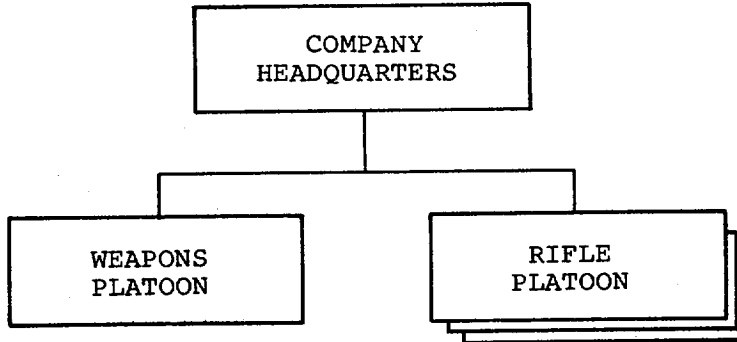 COMPANY
HEADQUARTERS
WEAPONS
PLATOON
RIFLE
PLATOON